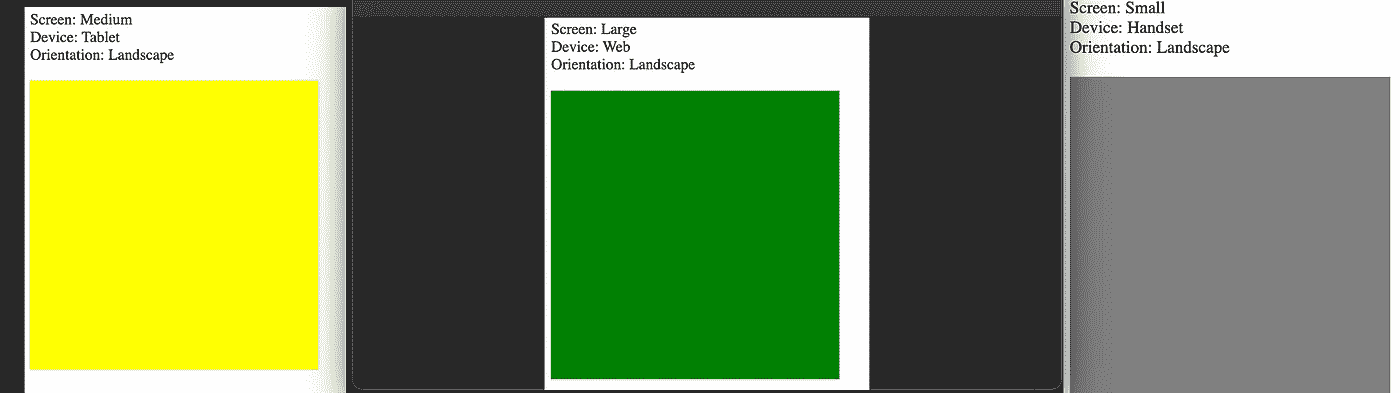 Screen: Medium
Device: Tablet
Orientation: Landscape
Screen: Large
Device: Web
Orientation: Landscape
Screen: Small
Device: Handset
Orientation: Landscape